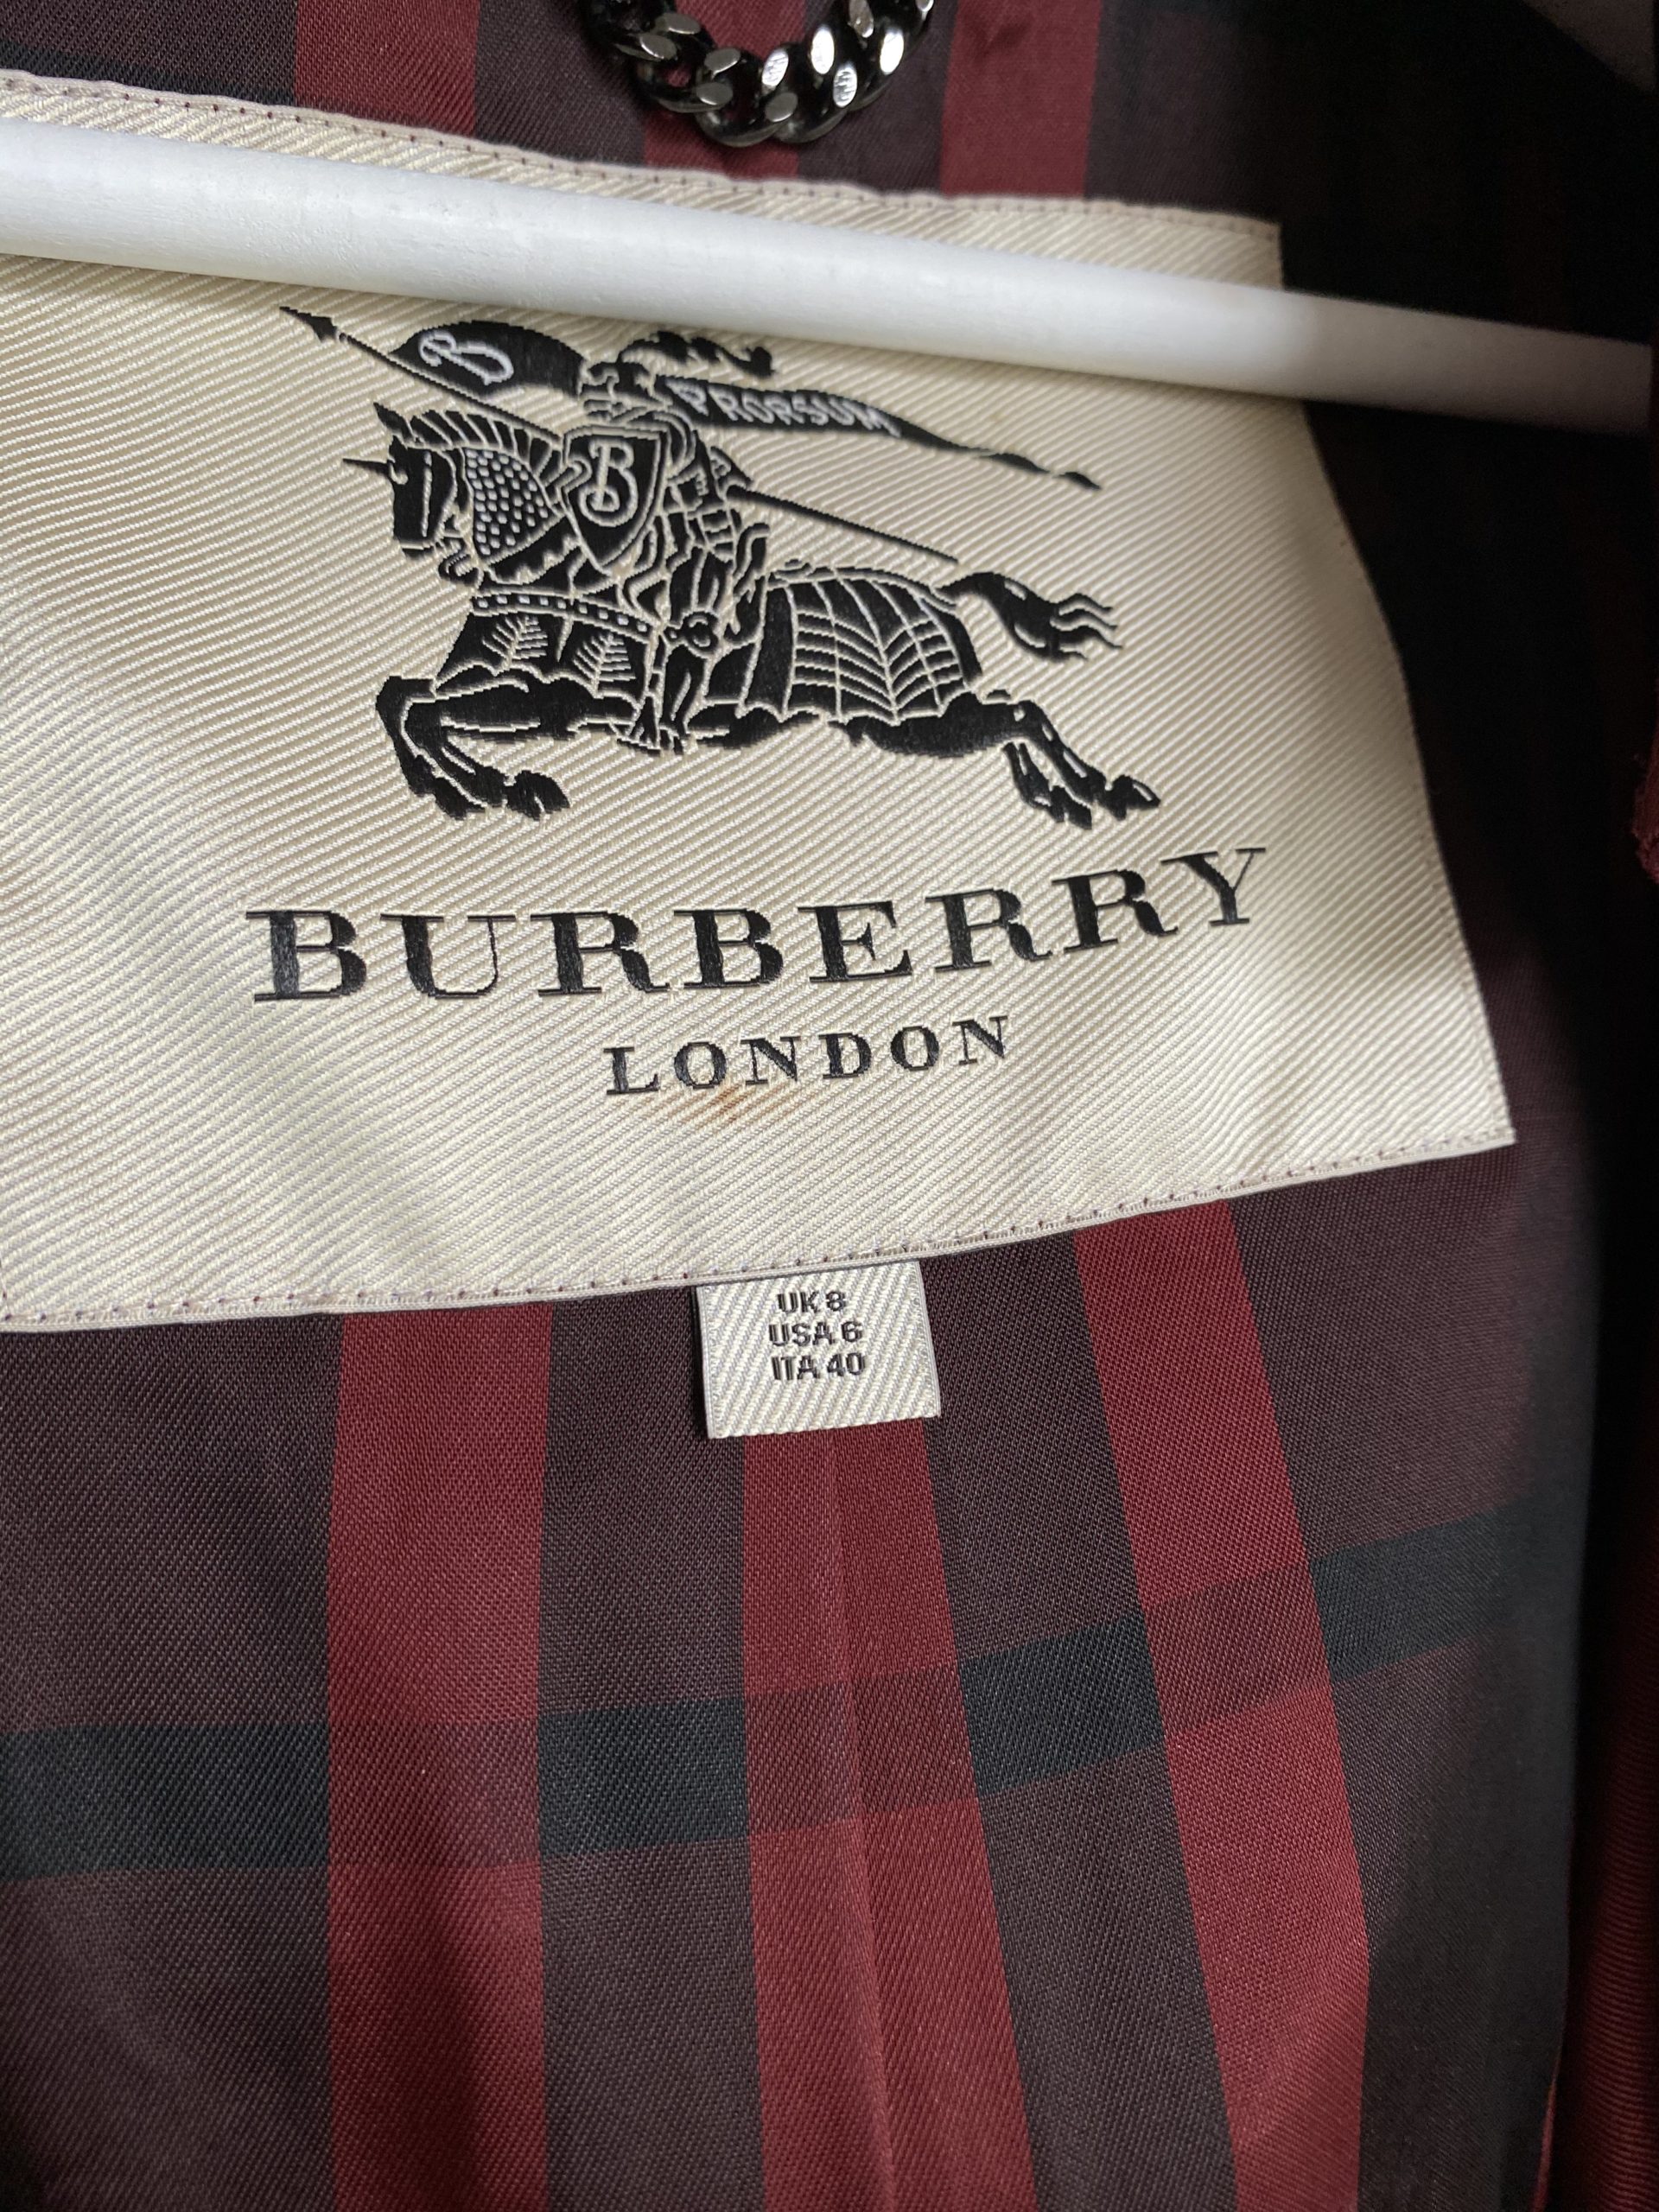 B
PRORSUM
B
BURBERRY
LONDON
UK 8
USA 6
ITA 40